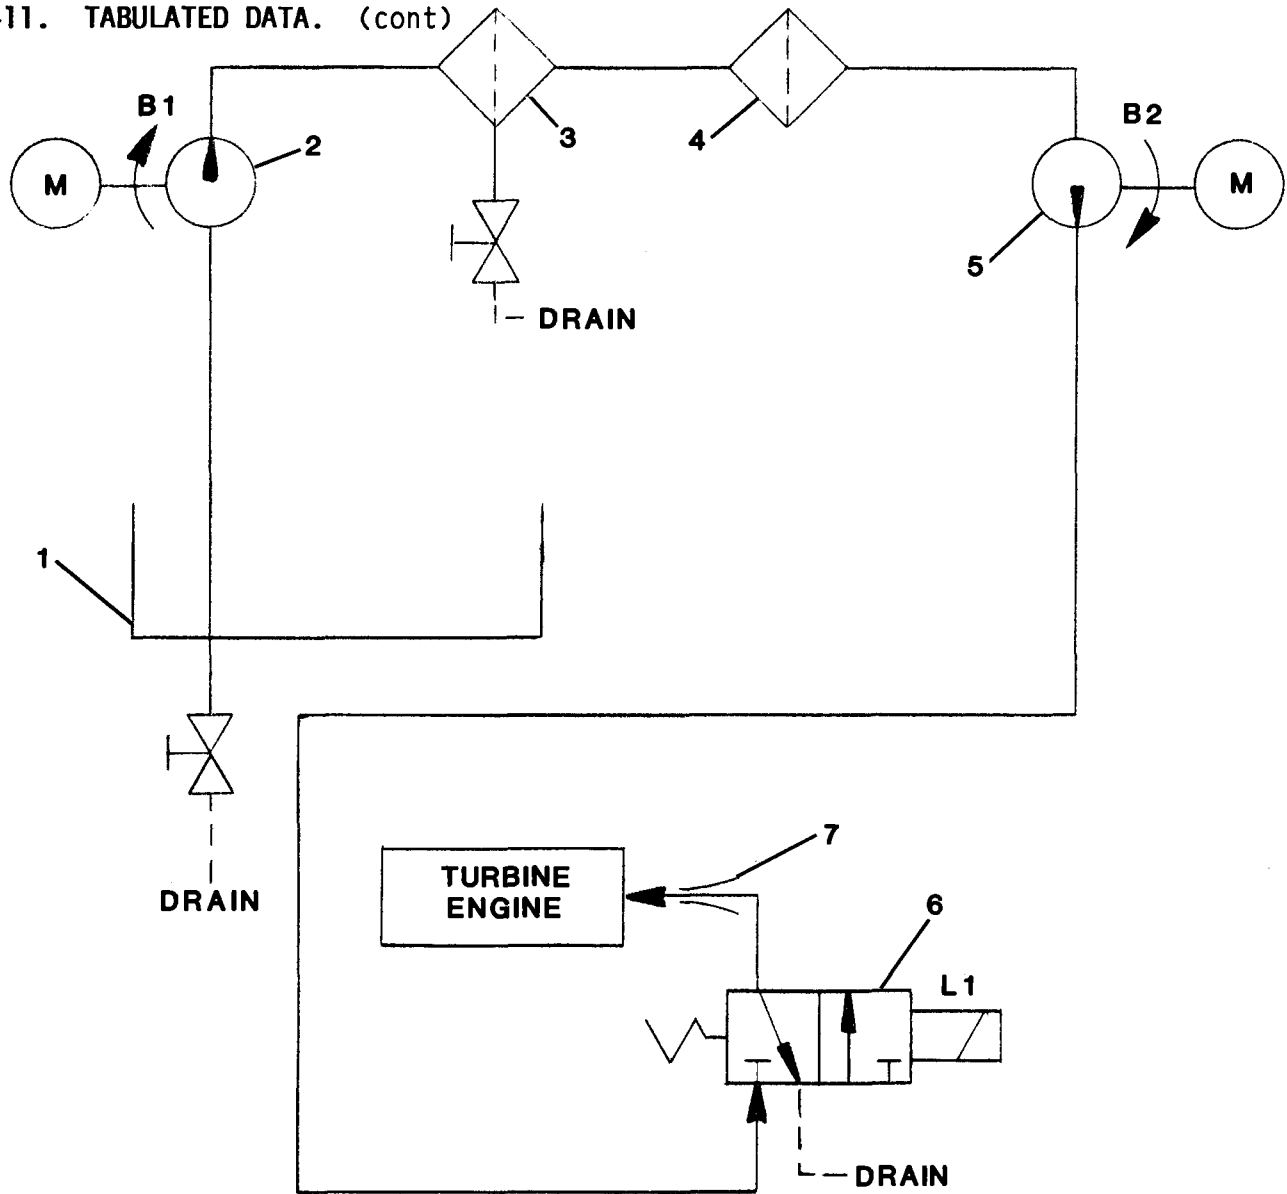 -11. TABULATED DATA. (cont)
B1
B2
2
3
4
M
M
5
DRAIN
1
7
TURBINE
ENGINE
DRAIN
6
L1
DRAIN